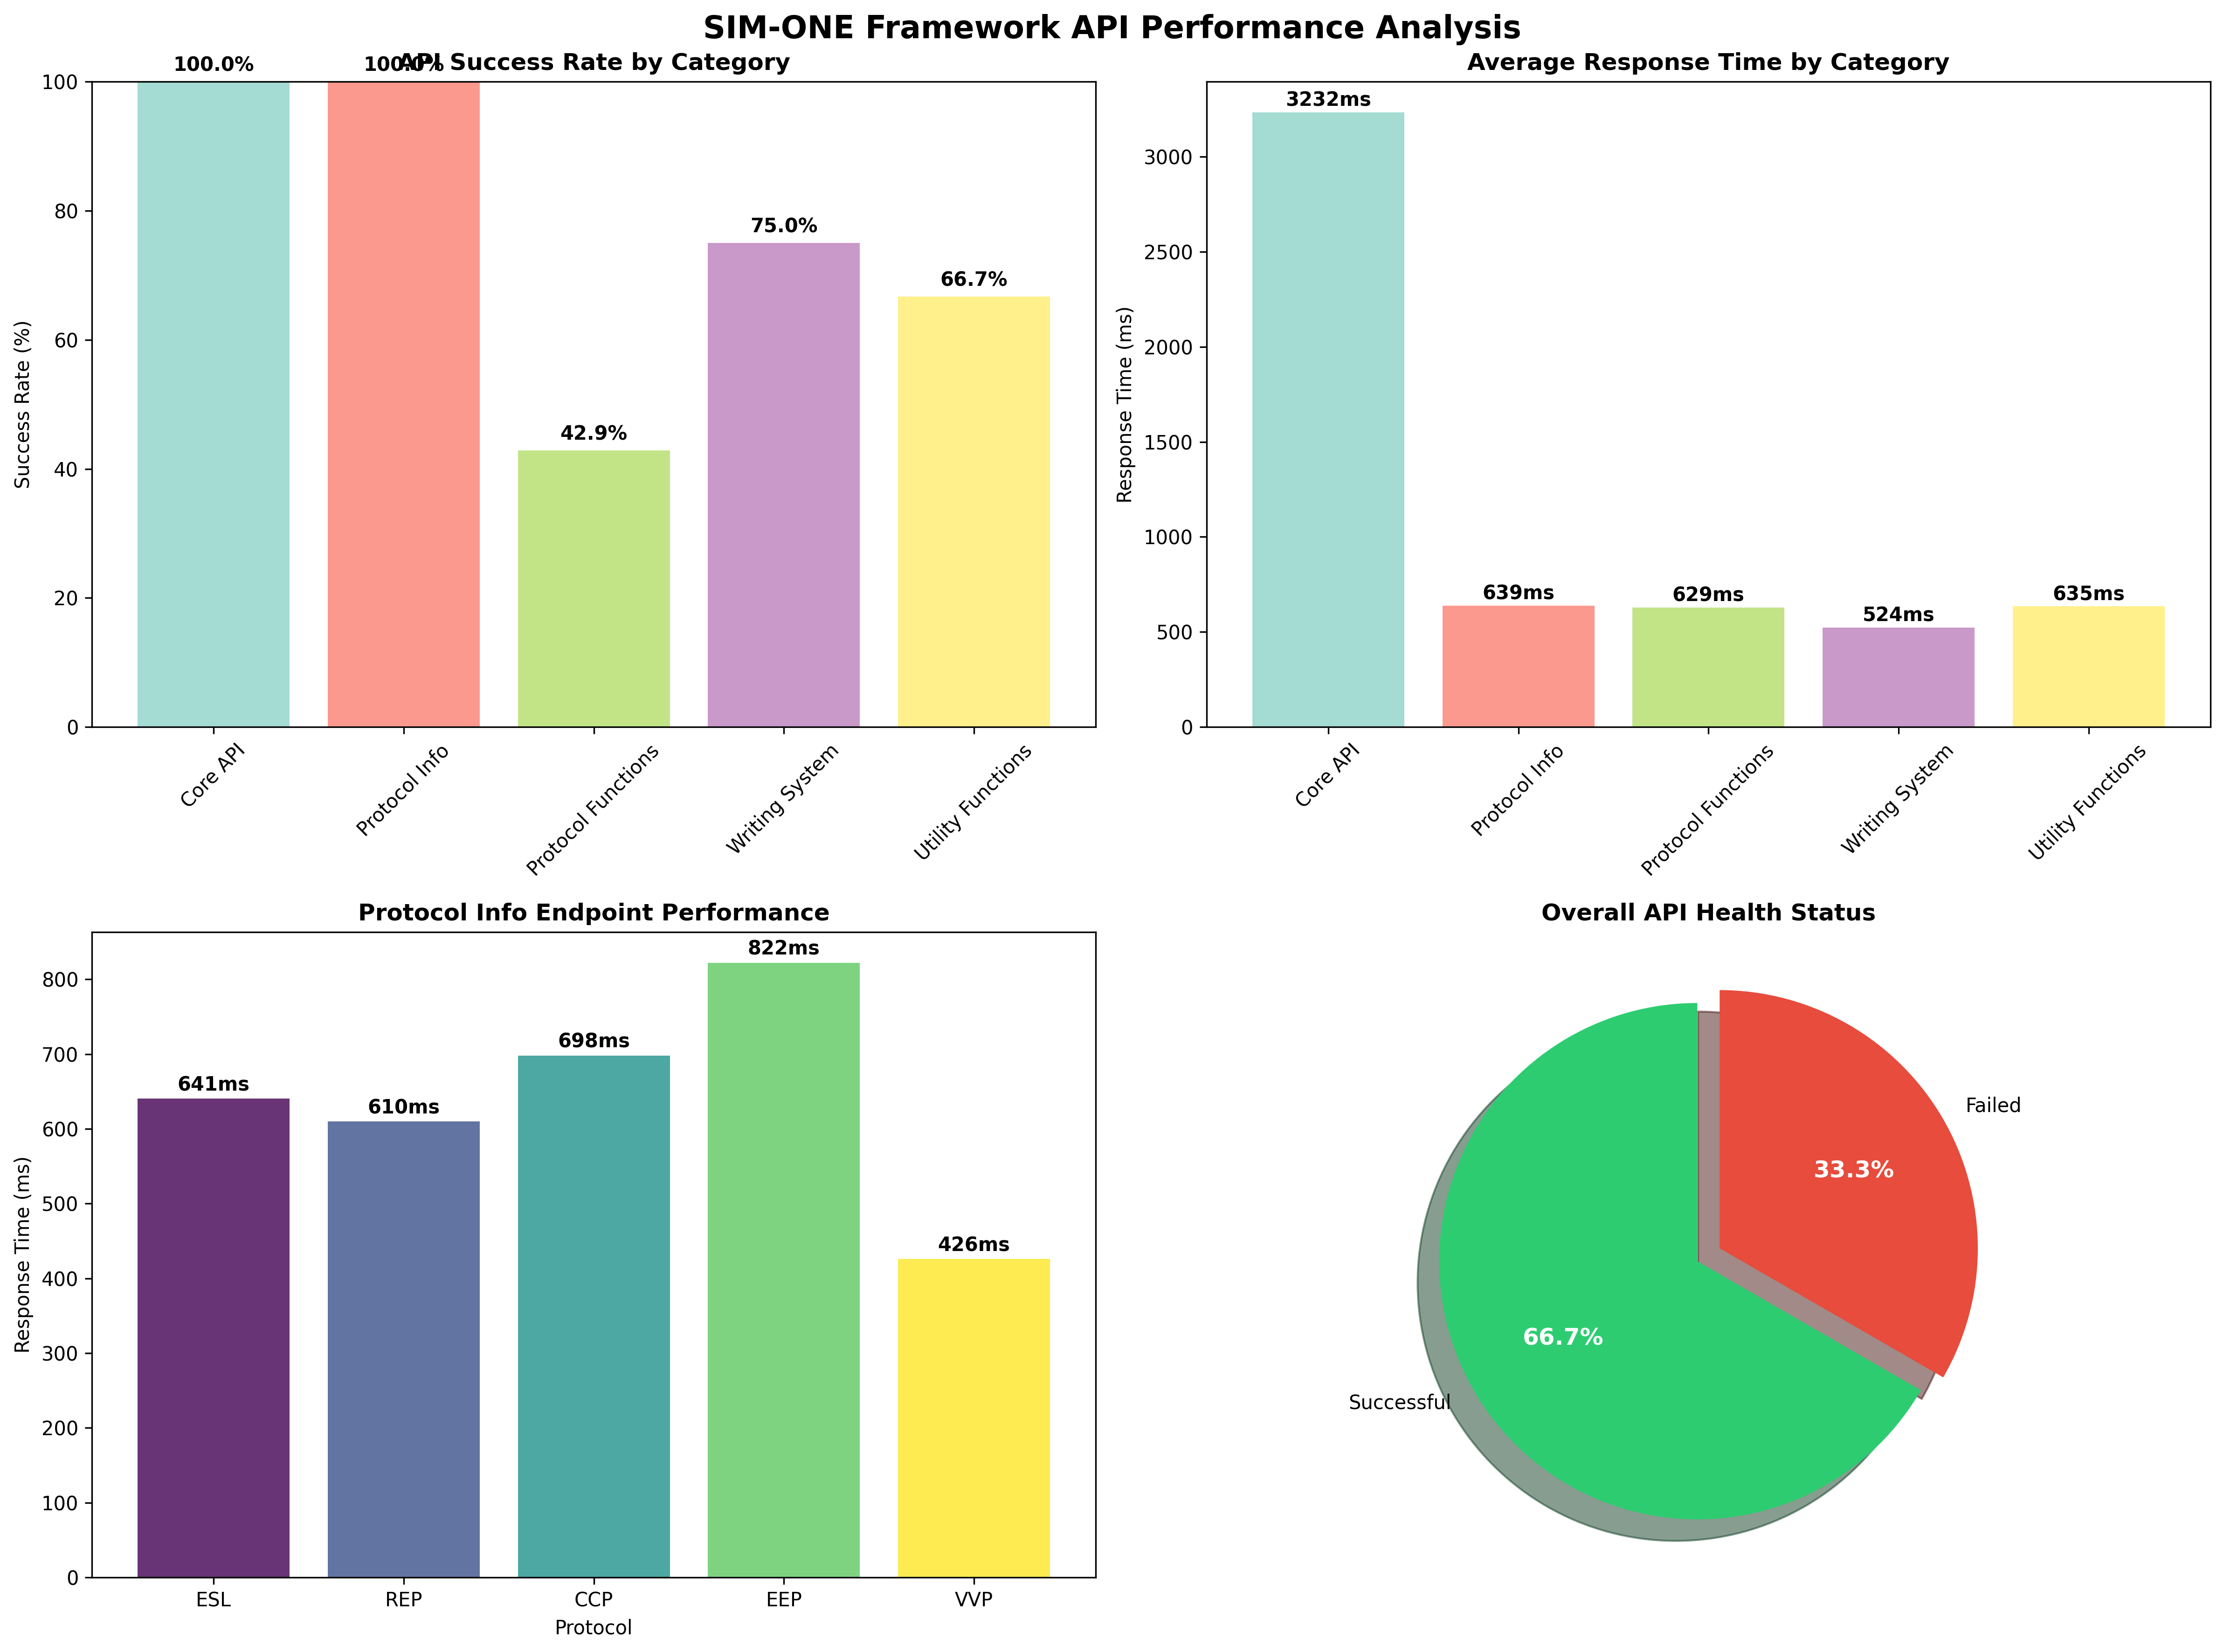 SIM-ONE Framework API Performance Analysis
API Success Rate by Category
100.0%
100.0%
42.9%
75.0%
66.7%
Success Rate (%)
100
80
60
40
20
0
Core API
Protocol Info
Protocol Functions
Writing System
Utility Functions
Average Response Time by Category
3232ms
639ms
629ms
524ms
635ms
Response Time (ms)
3000
2500
2000
1500
1000
500
0
Core API
Protocol Info
Protocol Functions
Writing System
Utility Functions
Protocol Info Endpoint Performance
641ms
610ms
698ms
822ms
426ms
Response Time (ms)
800
700
600
500
400
300
200
100
0
ESL
REP
CCP
EEP
VVP
Protocol
Overall API Health Status
Failed
33.3%
66.7%
Successful